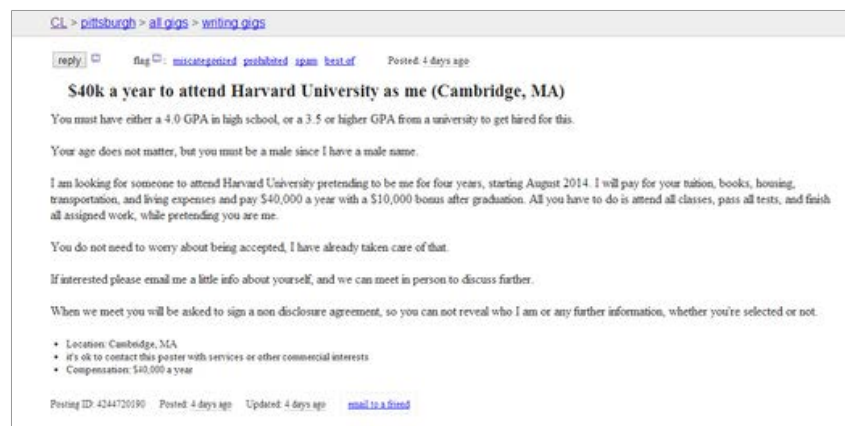 CL > pittsburgh > all gigs > writing gigs
reply flag : miscategorized prohibited spam best of Posted: 4 days ago
$40k a year to attend Harvard University as me (Cambridge, MA)
You must have either a 4.0 GPA in high school, or a 3.5 or higher GPA from a university to get hired for this.
Your age does not matter, but you must be a male since I have a male name.
I am looking for someone to attend Harvard University pretending to be me for four years, starting August 2014. I will pay for your tuition, books, housing,
transportation, and living expenses and pay $40,000 a year with a $10,000 bonus after graduation. All you have to do is attend all classes, pass all tests, and finish
all assigned work, while pretending you are me.
You do not need to worry about being accepted, I have already taken care of that.
If interested please email me a little info about yourself, and we can meet in person to discuss further.
When we meet you will be asked to sign a non disclosure agreement, so you can not reveal who I am or any further information, whether you're selected or not.
• Location: Cambridge, MA
• it's ok to contact this poster with services or other commercial interests
• Compensation: $40,000 a year
Posting ID: 4244720190 Posted: 4 days ago Updated: 4 days ago email to a friend